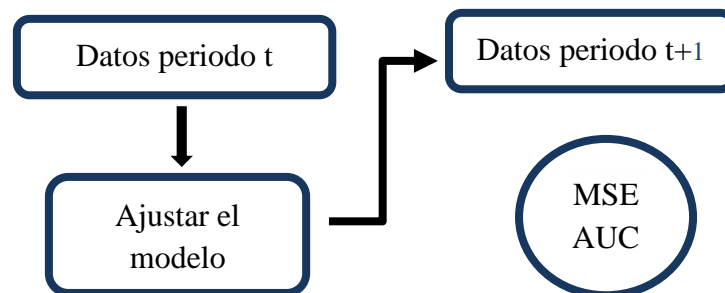 Datos periodo t
Datos periodo t+1
Ajustar el
modelo
MSE
AUC